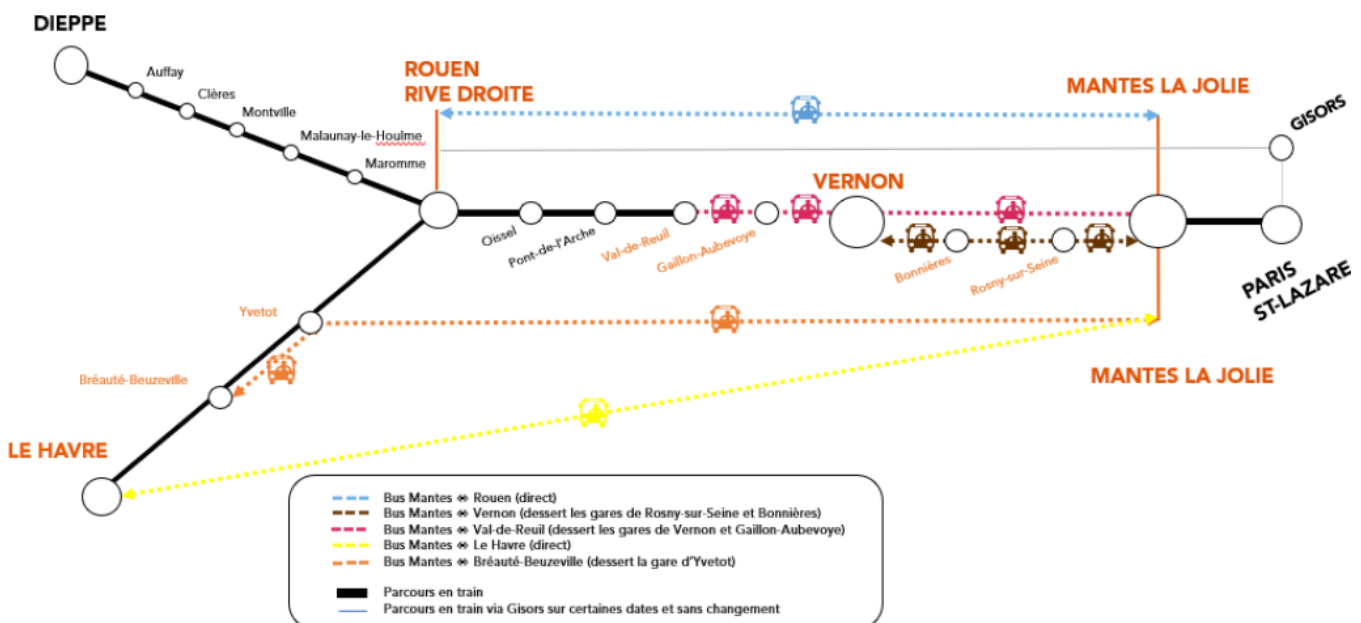 DIEPPE
Auffay
Clères
Montville
Malaunay-le-Houlme
Maromme
ROUEN
RIVE DROITE
MANTES LA JOLIE
GISORS
VERNON
Oissel
Pont-de-l'Arche
Val-de-Reuil
Gaillon-Aubevoye
Bonnières
Rosny-sur-Seine
PARIS
ST-LAZARE
Yvetot
Bréauté-Beuzeville
MANTES LA JOLIE
LE HAVRE
Bus Mantes ⇔ Rouen (direct)
Bus Mantes ⇔ Vernon (dessert les gares de Rosny-sur-Seine et Bonnières)
Bus Mantes ⇔ Val-de-Reuil (dessert les gares de Vernon et Gaillon-Aubevoye)
Bus Mantes ⇔ Le Havre (direct)
Bus Mantes ⇔ Bréauté-Beuzeville (dessert la gare d'Yvetot)
Parcours en train
Parcours en train via Gisors sur certaines dates et sans changement